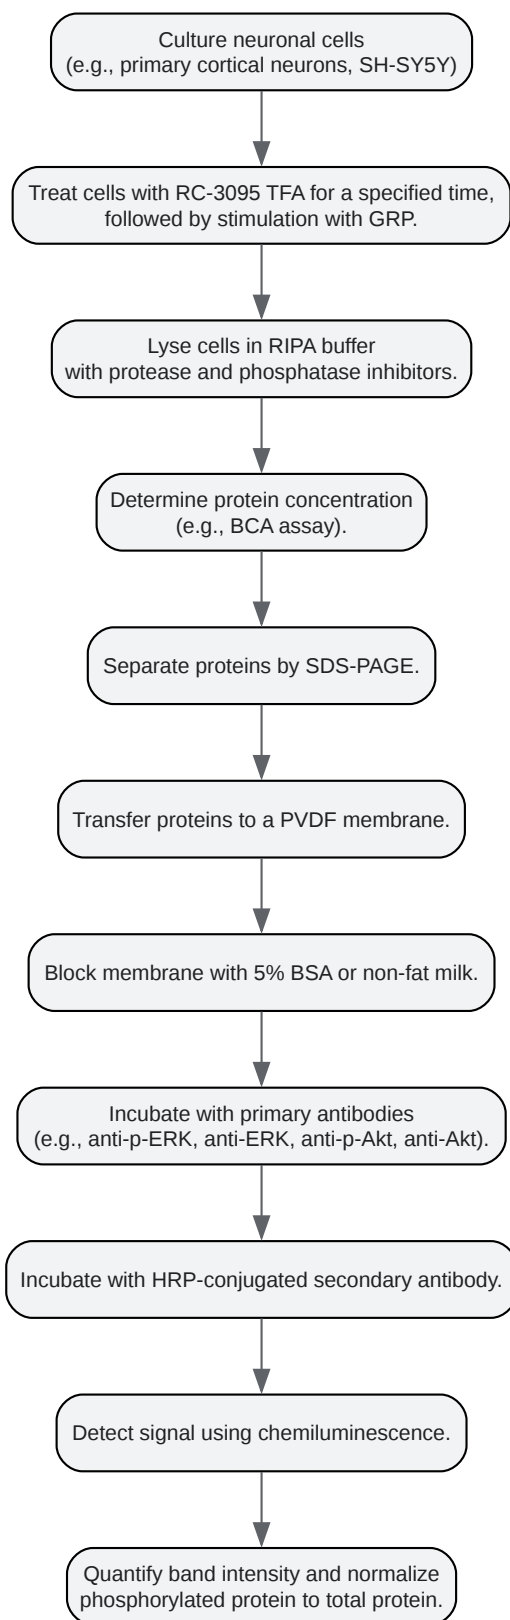 Culture neuronal cells
(e.g., primary cortical neurons, SH-SY5Y)
Treat cells with RC-3095 TFA for a specified time,
followed by stimulation with GRP.
Lyse cells in RIPA buffer
with protease and phosphatase inhibitors.
Determine protein concentration
(e.g., BCA assay).
Separate proteins by SDS-PAGE.
Transfer proteins to a PVDF membrane.
Block membrane with 5% BSA or non-fat milk.
Incubate with primary antibodies
(e.g., anti-p-ERK, anti-ERK, anti-p-Akt, anti-Akt).
Incubate with HRP-conjugated secondary antibody.
Detect signal using chemiluminescence.
Quantify band intensity and normalize
phosphorylated protein to total protein.